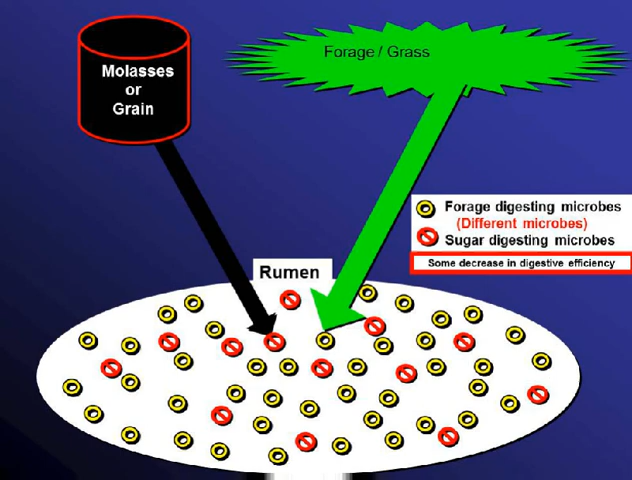 Molasses
or
Grain
Forage / Grass
Forage digesting microbes
(Different microbes)
Sugar digesting microbes
Some decrease in digestive efficiency
Rumen